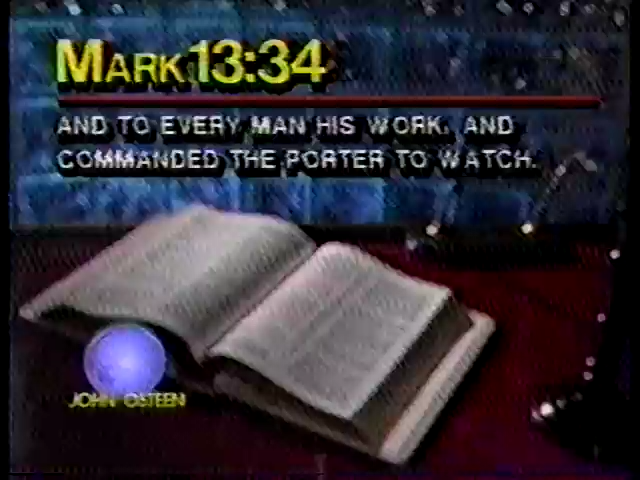 MARK 13:34
AND TO EVERY MAN HIS WORK, AND
COMMANDED THE PORTER TO WATCH.
JOHN OSTEEN